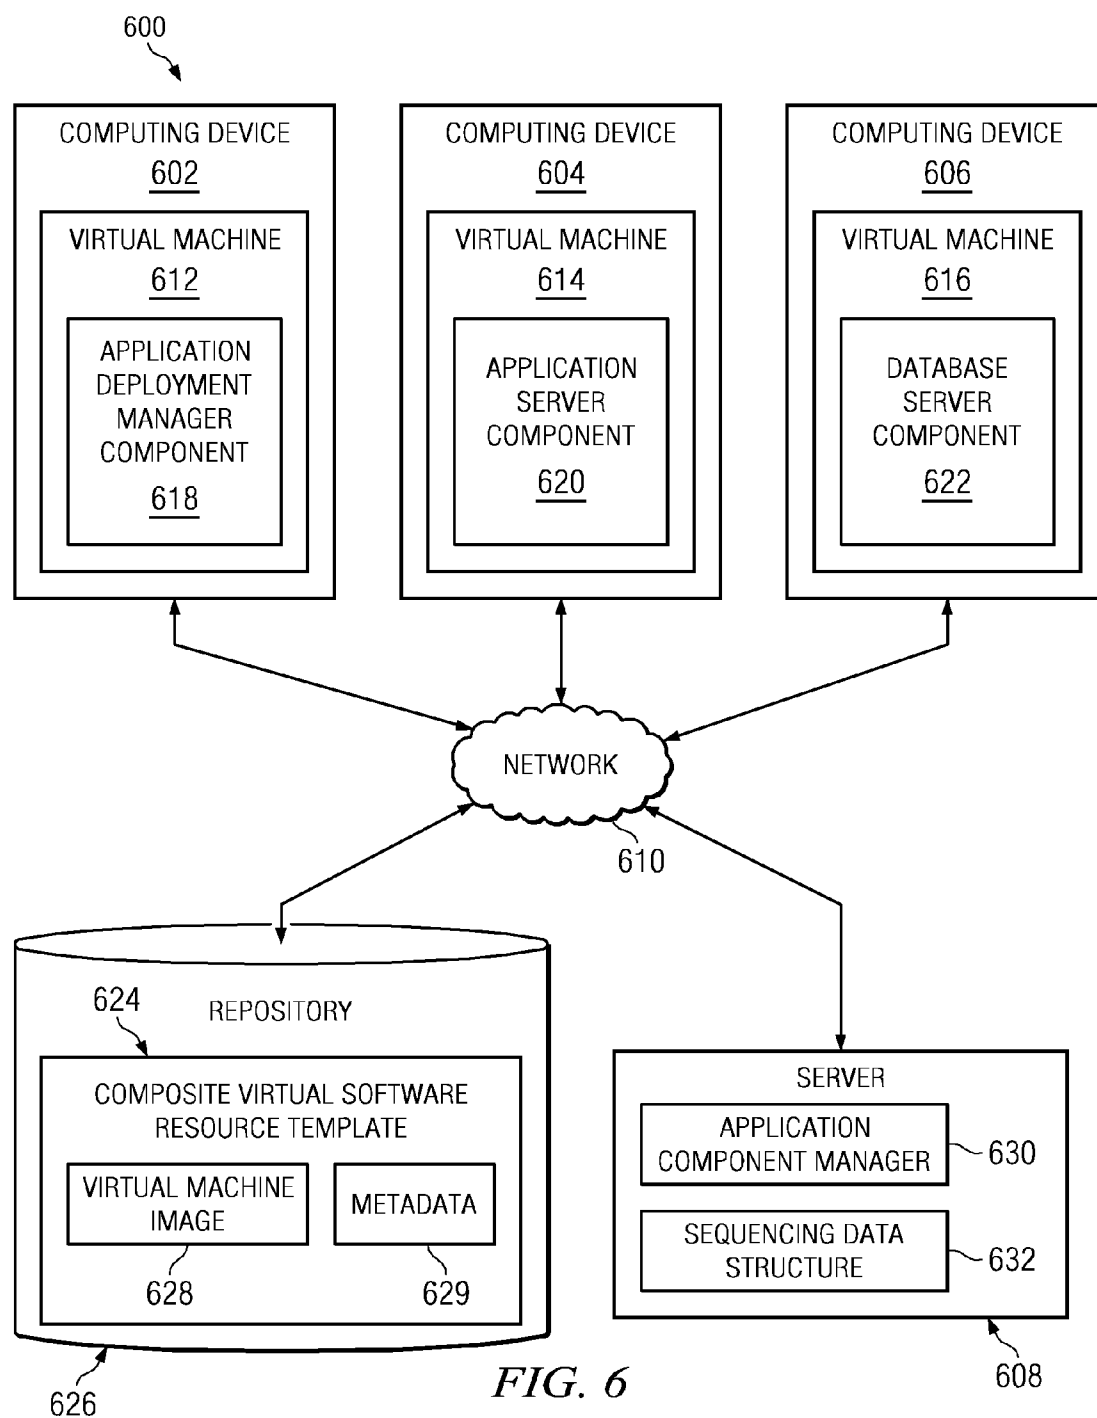 600
COMPUTING DEVICE
602
VIRTUAL MACHINE
612
APPLICATION
DEPLOYMENT
MANAGER
COMPONENT
618
COMPUTING DEVICE
604
VIRTUAL MACHINE
614
APPLICATION
SERVER
COMPONENT
620
COMPUTING DEVICE
606
VIRTUAL MACHINE
616
DATABASE
SERVER
COMPONENT
622
NETWORK
610
624
REPOSITORY
COMPOSITE VIRTUAL SOFTWARE
RESOURCE TEMPLATE
VIRTUAL MACHINE
IMAGE
628
METADATA
629
626
SERVER
APPLICATION
COMPONENT MANAGER
630
SEQUENCING DATA
STRUCTURE
632
608
FIG. 6